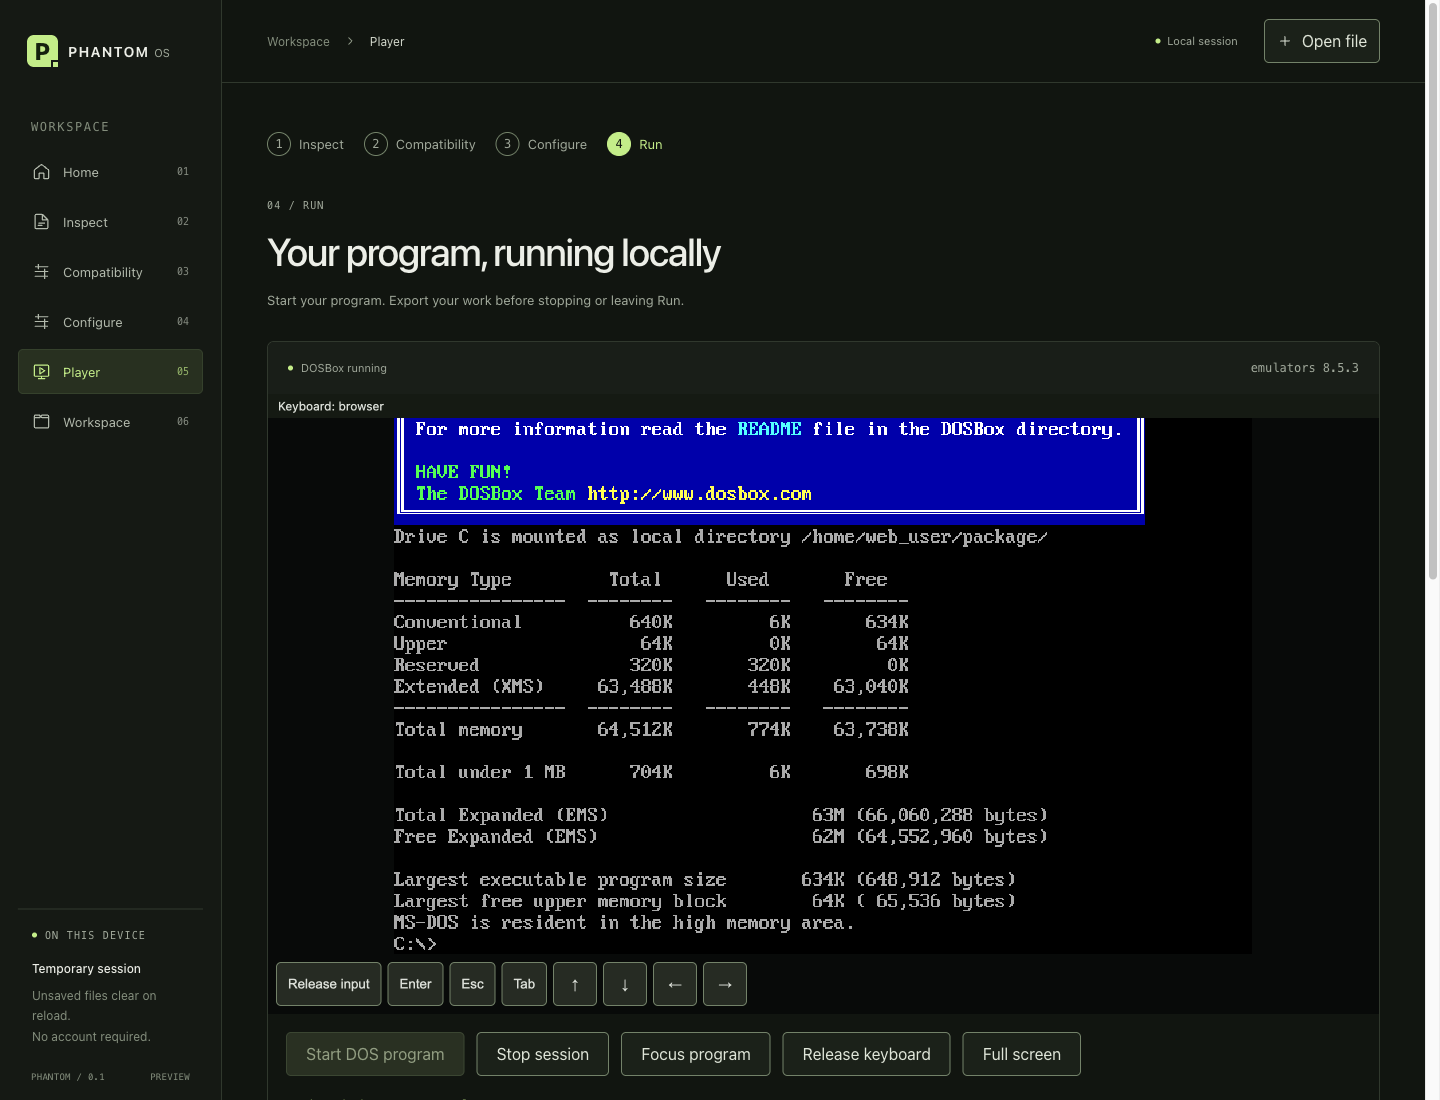 PHANTOM OS
Workspace > Player
Local session
+ Open file
WORKSPACE
Home 01
Inspect 02
Compatibility 03
Configure 04
Player 05
Workspace 06
1 Inspect 2 Compatibility 3 Configure 4 Run
04 / RUN
Your program, running locally
Start your program. Export your work before stopping or leaving Run.
DOSBox running
emulators 8.5.3
Keyboard: browser
For more information read the README file in the DOSBox directory.
HAVE FUN!
The DOSBox Team http://www.dosbox.com
Drive C is mounted as local directory /home/web_user/package/
Memory Type Total Used Free
---------------- -------- -------- --------
Conventional 640K 6K 634K
Upper 64K 0K 64K
Reserved 320K 320K 0K
Extended (XMS) 63,488K 448K 63,040K
---------------- -------- -------- --------
Total memory 64,512K 774K 63,738K
Total under 1 MB 704K 6K 698K
Total Expanded (EMS) 63M (66,060,288 bytes)
Free Expanded (EMS) 62M (64,552,960 bytes)
Largest executable program size 634K (648,912 bytes)
Largest free upper memory block 64K ( 65,536 bytes)
MS-DOS is resident in the high memory area.
C:\>
Release input Enter Esc Tab ↑ ↓ ← →
Start DOS program Stop session Focus program Release keyboard Full screen
ON THIS DEVICE
Temporary session
Unsaved files clear on
reload.
No account required.
PHANTOM / 0.1 PREVIEW